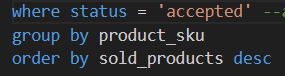 where status = 'accepted' --a
group by product_sku
order by sold_products desc